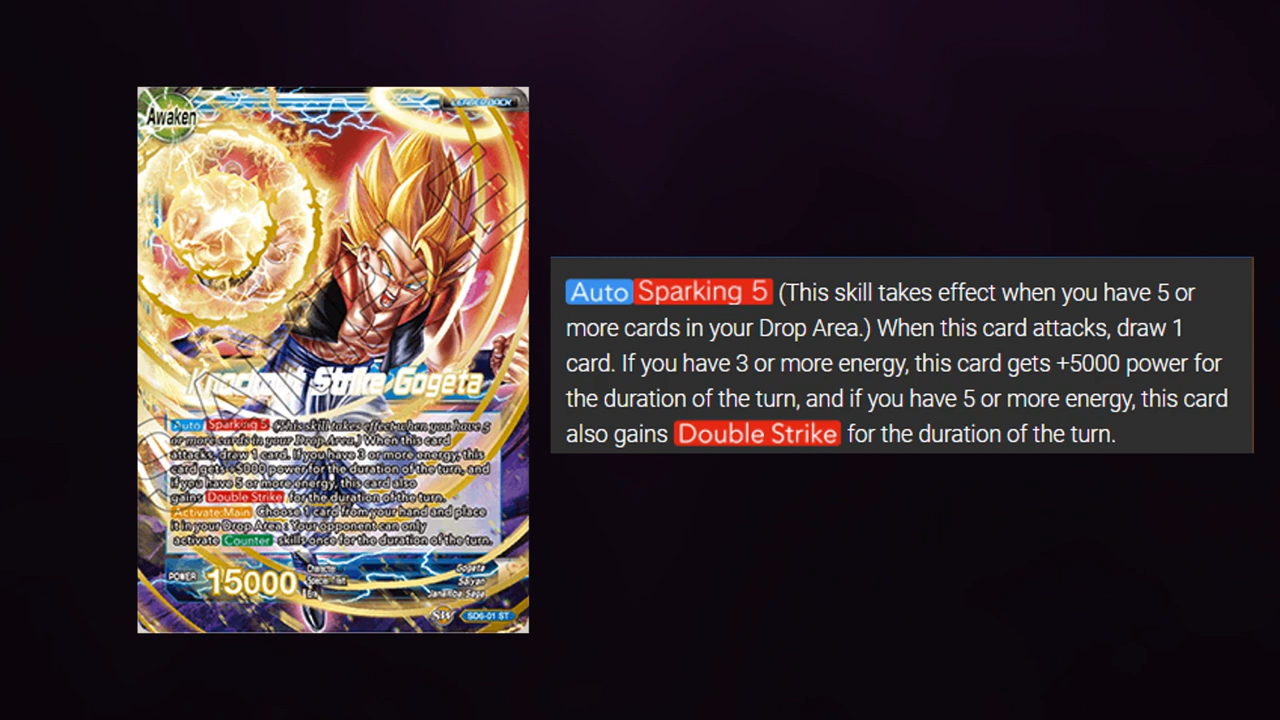 LEADER BACK
Awaken
Knockout Strike Gogeta
Auto Sparking 5 (This skill takes effect when you have 5
or more cards in your Drop Area.) When this card
attacks, draw 1 card. If you have 3 or more energy, this
card gets +5000 power for the duration of the turn, and
if you have 5 or more energy, this card also
gains Double Strike for the duration of the turn.
Activate:Main Choose 1 card from your hand and place
it in your Drop Area : Your opponent can only
activate Counter skills once for the duration of the turn.
POWER 15000
Character Gogeta
Special Trait Saiyan
Era Janemba Saga
SW SD6-01 ST
Auto Sparking 5 (This skill takes effect when you have 5 or
more cards in your Drop Area.) When this card attacks, draw 1
card. If you have 3 or more energy, this card gets +5000 power for
the duration of the turn, and if you have 5 or more energy, this card
also gains Double Strike for the duration of the turn.